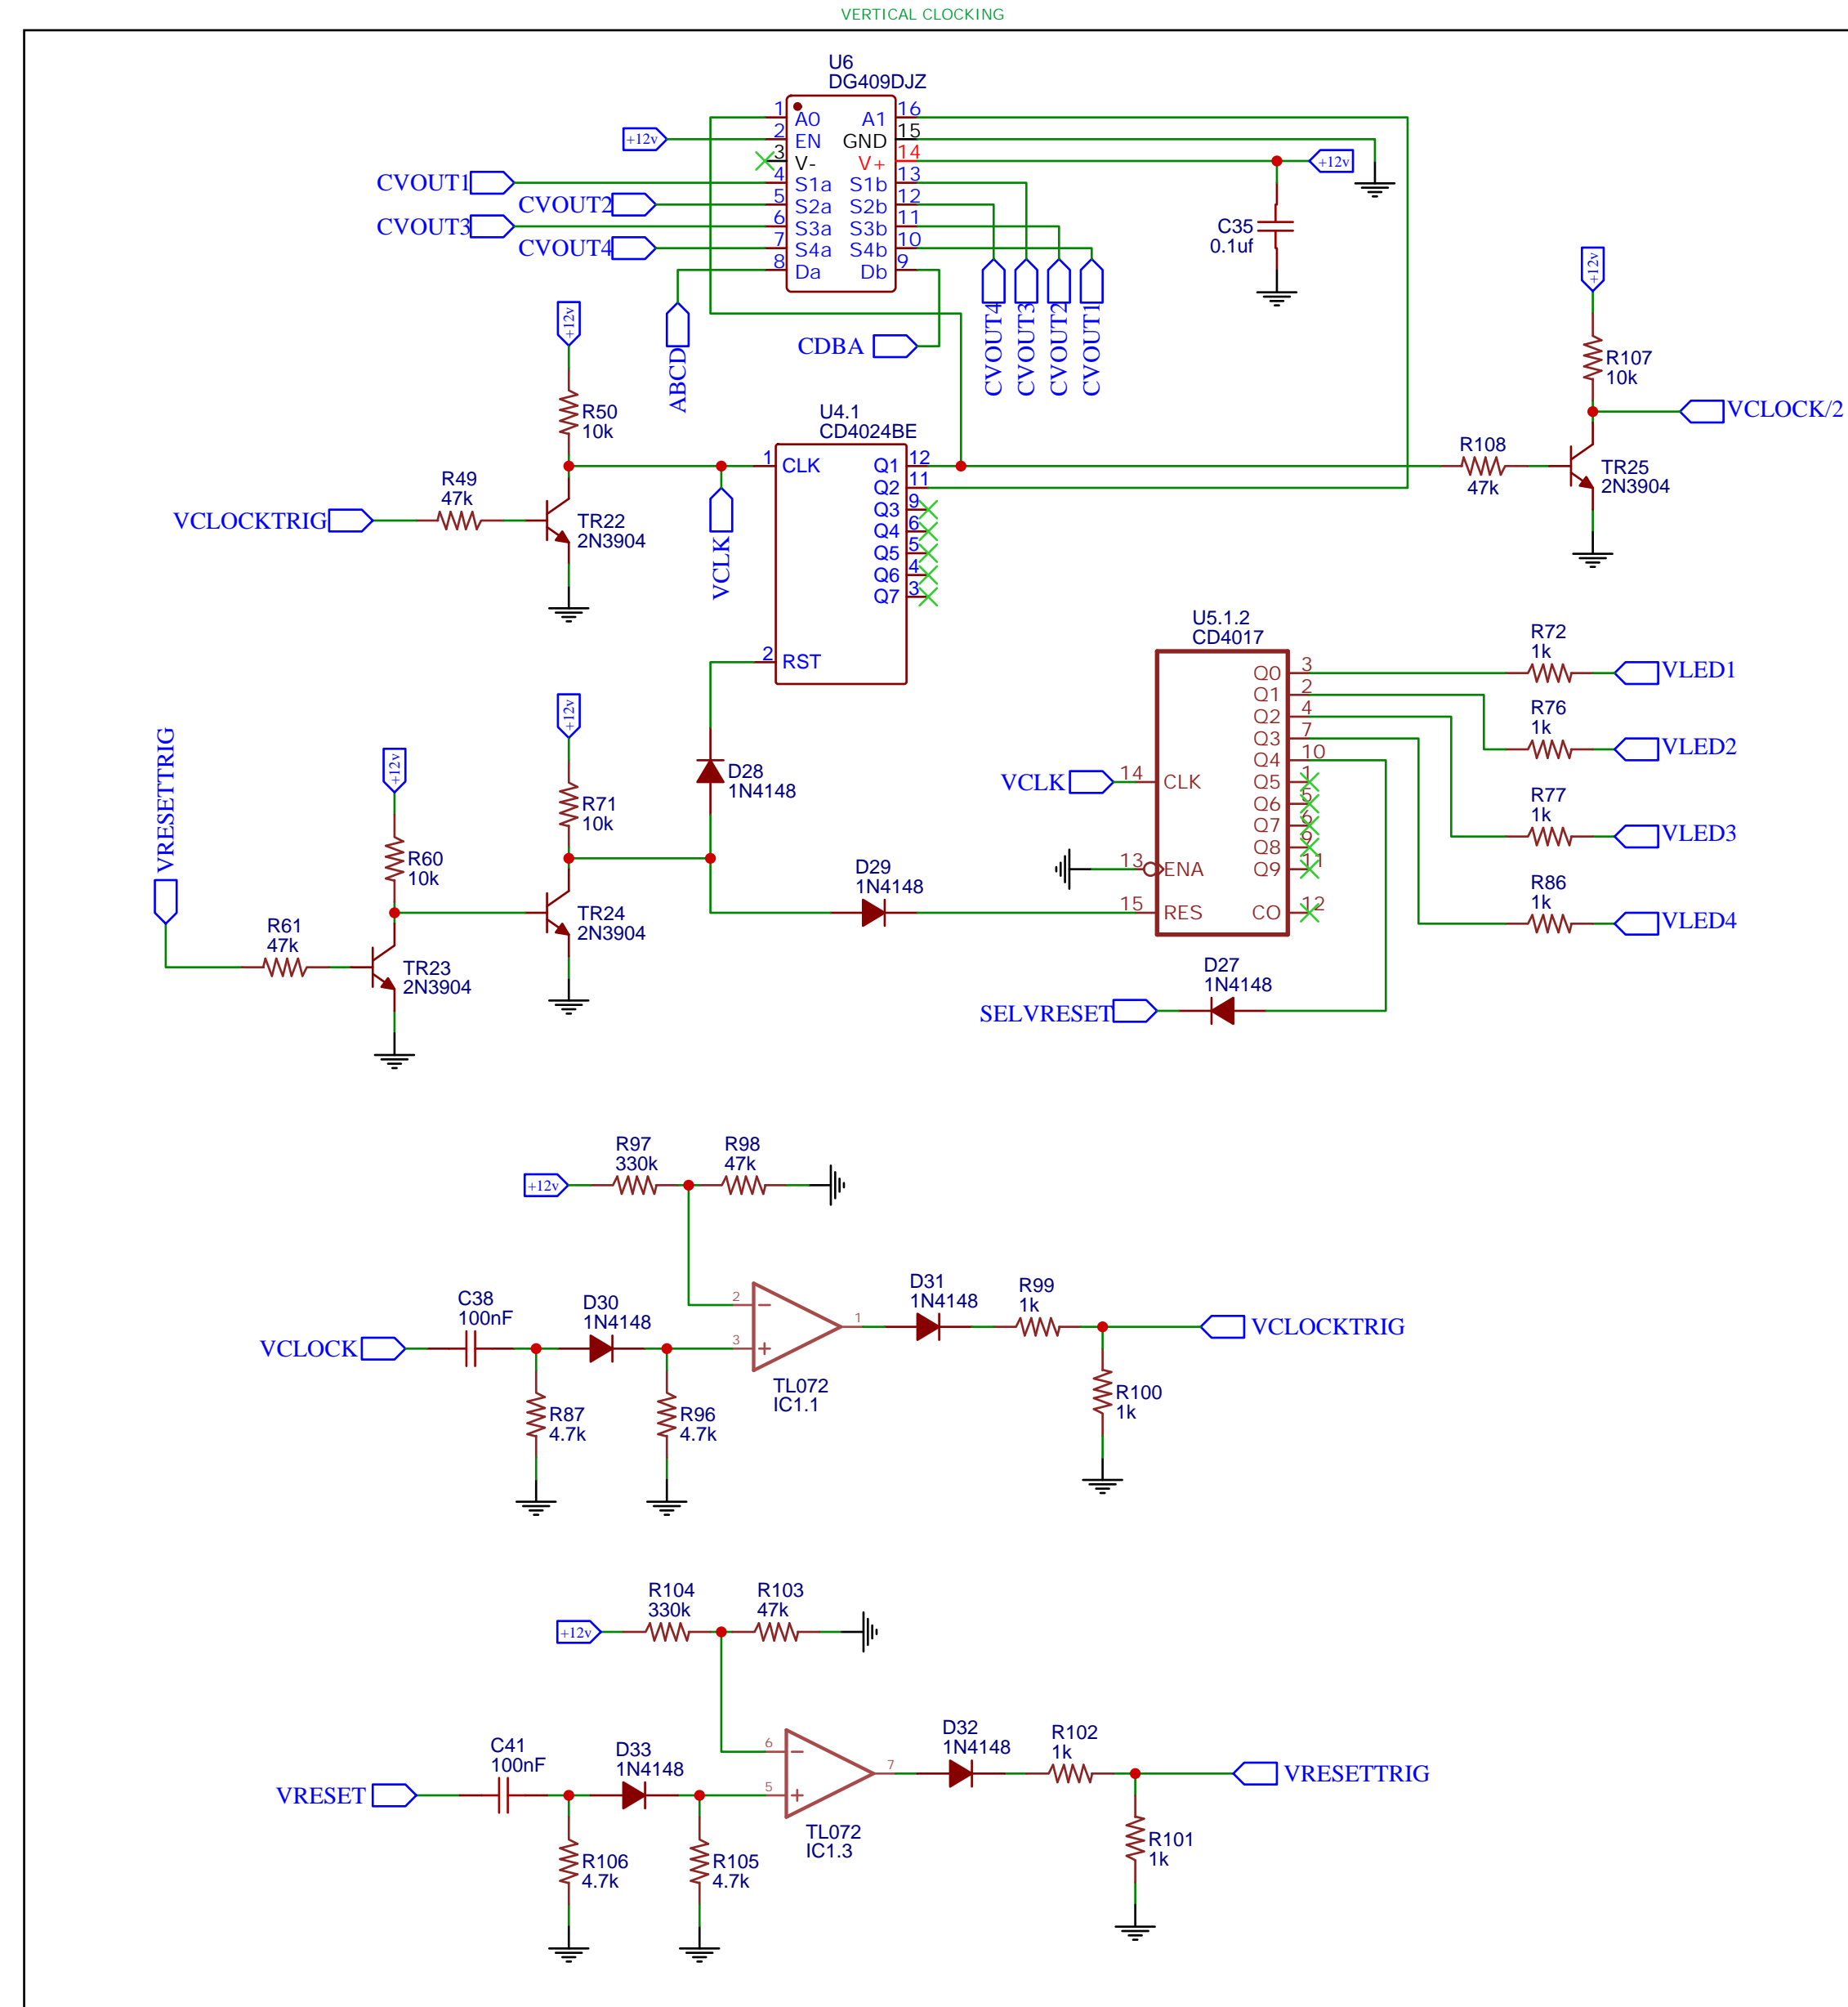 VERTICAL CLOCKING
U6
DG409DJZ
1 A0 A1 16
+12v 2 EN GND 15
3 V- V+ 14 +12v
CVOUT1 4 S1a S1b 13
CVOUT2 5 S2a S2b 12
CVOUT3 6 S3a S3b 11
CVOUT4 7 S4a S4b 10
8 Da Db 9
C35
0.1uf
ABCD
CDBA
CVOUT4
CVOUT3
CVOUT2
CVOUT1
+12v
R107
10k
VCLOCK/2
R108
47k
TR25
2N3904
+12v
R50
10k
R49
47k
VCLOCKTRIG
TR22
2N3904
VCLK
U4.1
CD4024BE
1 CLK Q1 12
Q2 11
Q3 9
Q4 6
Q5 5
Q6 4
Q7 3
2 RST
+12v
R71
10k
D28
1N4148
VRESETTRIG
+12v
R60
10k
R61
47k
TR23
2N3904
TR24
2N3904
D29
1N4148
U5.1.2
CD4017
Q0 3
Q1 2
Q2 4
Q3 7
Q4 10
VCLK 14 CLK Q5 1
Q6 5
Q7 6
Q8 9
13 ENA Q9 11
15 RES CO 12
R72
1k
VLED1
R76
1k
VLED2
R77
1k
VLED3
R86
1k
VLED4
D27
1N4148
SELVRESET
R97
330k
R98
47k
+12v
C38
100nF
D30
1N4148
VCLOCK
2
3
1
TL072
IC1.1
R87
4.7k
R96
4.7k
D31
1N4148
R99
1k
VCLOCKTRIG
R100
1k
R104
330k
R103
47k
+12v
C41
100nF
D33
1N4148
VRESET
6
5
7
TL072
IC1.3
R106
4.7k
R105
4.7k
D32
1N4148
R102
1k
VRESETTRIG
R101
1k